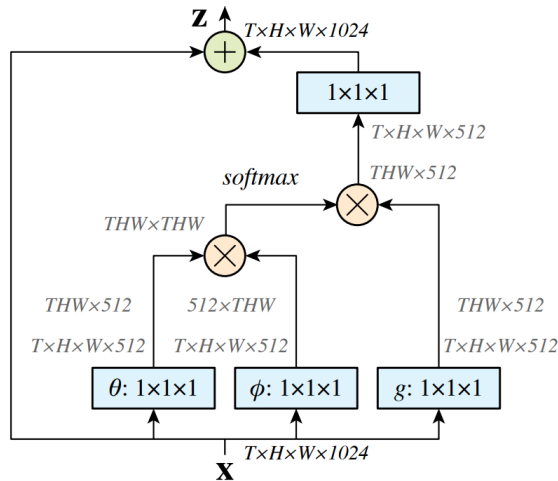 z
T×H×W×1024
+
1×1×1
T×H×W×512
THW×512
softmax
×
THW×THW
×
THW×512
512×THW
THW×512
T×H×W×512
T×H×W×512
T×H×W×512
θ: 1×1×1
ϕ: 1×1×1
g: 1×1×1
x
T×H×W×1024